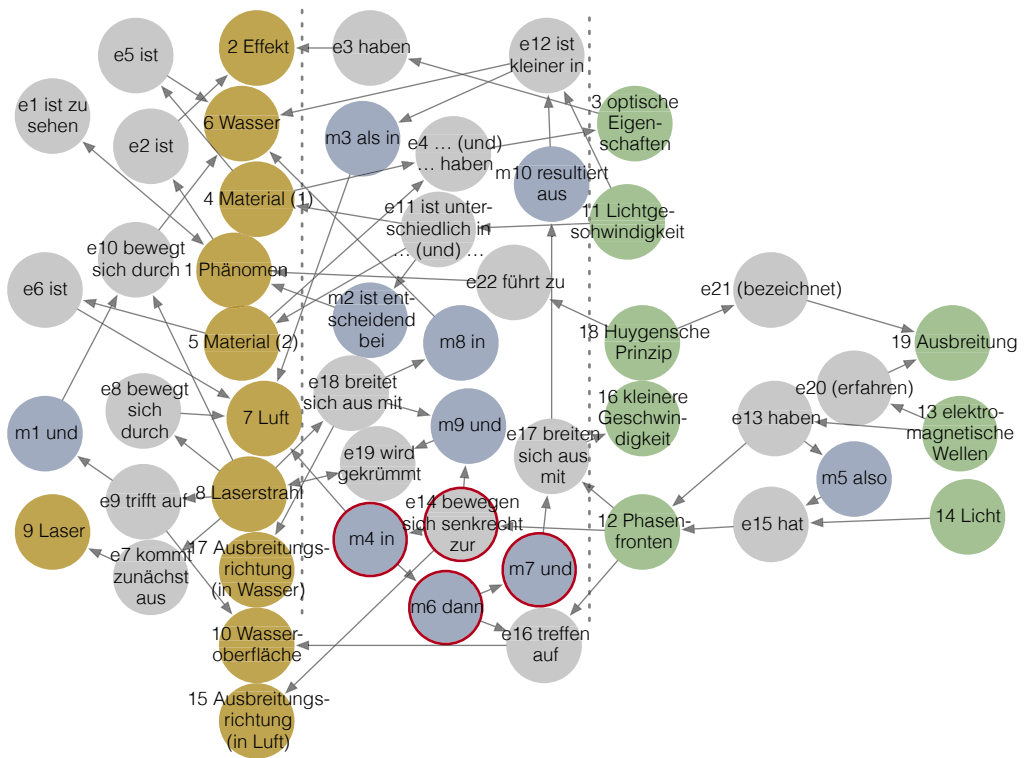 e5 ist
2 Effekt
e3 haben
e12 ist
kleiner in
e1 ist zu
sehen
6 Wasser
3 optische
Eigen-
schaften
e2 ist
m3 als in
e4 … (und)
… haben
m10 resultiert
aus
4 Material (1)
e11 ist unter-
schiedlich in
… (und) …
11 Lichtge-
schwindigkeit
e10 bewegt
sich durch
1 Phänomen
e6 ist
e22 führt zu
e21 (bezeichnet)
m2 ist ent-
scheidend
bei
5 Material (2)
m8 in
18 Huygensche
Prinzip
19 Ausbreitung
e8 bewegt
sich
durch
e18 breitet
sich aus mit
16 kleinere
Geschwin-
digkeit
e20 (erfahren)
7 Luft
m9 und
e13 haben
13 elektro-
magnetische
Wellen
m1 und
e17 breiten
sich aus
mit
e19 wird
gekrümmt
m5 also
e9 trifft auf
8 Laserstrahl
e14 bewegen
sich senkrecht
zur
12 Phasen-
fronten
e15 hat
14 Licht
9 Laser
m4 in
e7 kommt
zunächst
aus
17 Ausbreitungs-
richtung
(in Wasser)
m7 und
m6 dann
10 Wasser-
oberfläche
e16 treffen
auf
15 Ausbreitungs-
richtung
(in Luft)